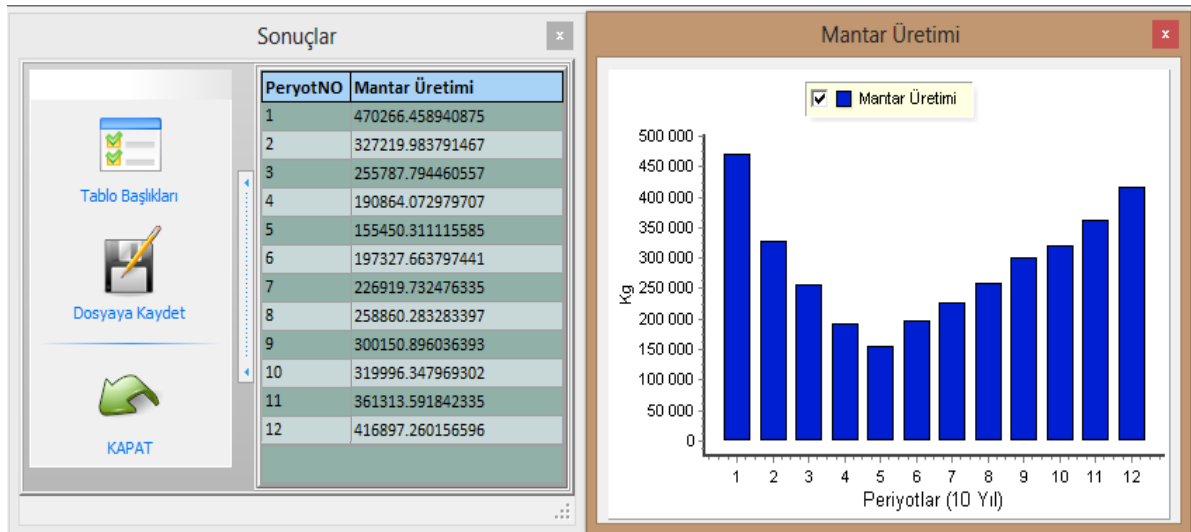 Sonuçlar
x
Tablo Başlıkları
Dosyaya Kaydet
KAPAT
PeryotNO Mantar Üretimi
1 470266.458940875
2 327219.983791467
3 255787.794460557
4 190864.072979707
5 155450.311115585
6 197327.663797441
7 226919.732476335
8 258860.283283397
9 300150.896036393
10 319996.347969302
11 361313.591842335
12 416897.260156596
Mantar Üretimi
x
Mantar Üretimi
500 000
450 000
400 000
350 000
300 000
250 000
200 000
150 000
100 000
50 000
0
Kg
1 2 3 4 5 6 7 8 9 10 11 12
Periyotlar (10 Yıl)